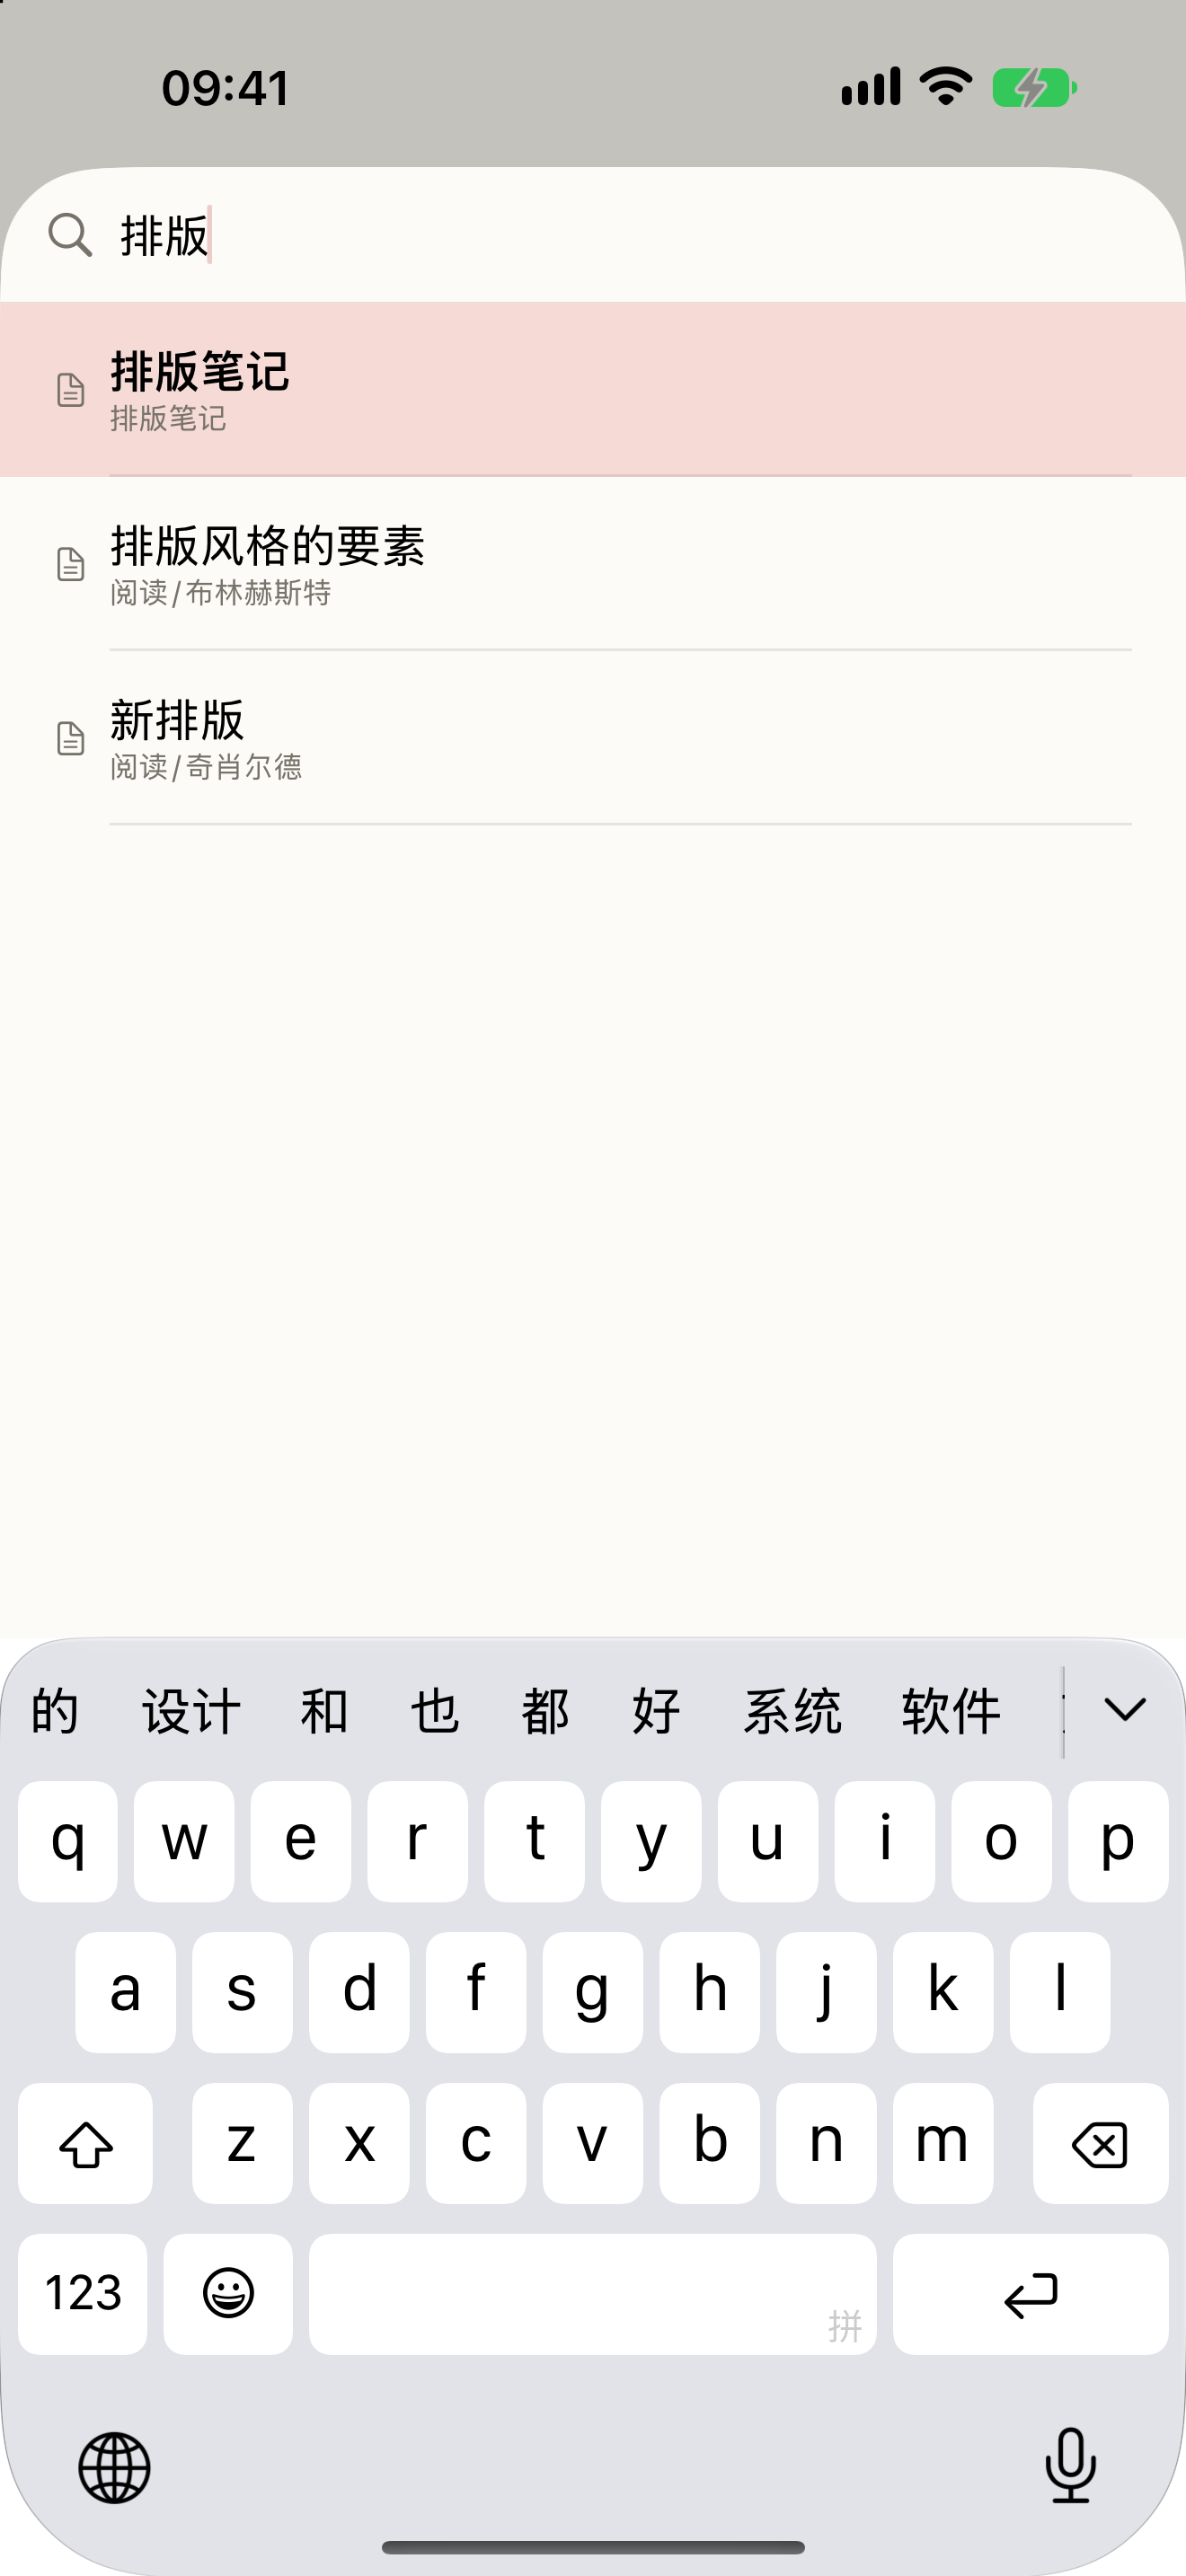 09:41
排版
排版笔记
排版笔记
排版风格的要素
阅读/布林赫斯特
新排版
阅读/奇肖尔德
的 设计 和 也 都 好 系统 软件
q w e r t y u i o p
a s d f g h j k l
z x c v b n m
123
拼